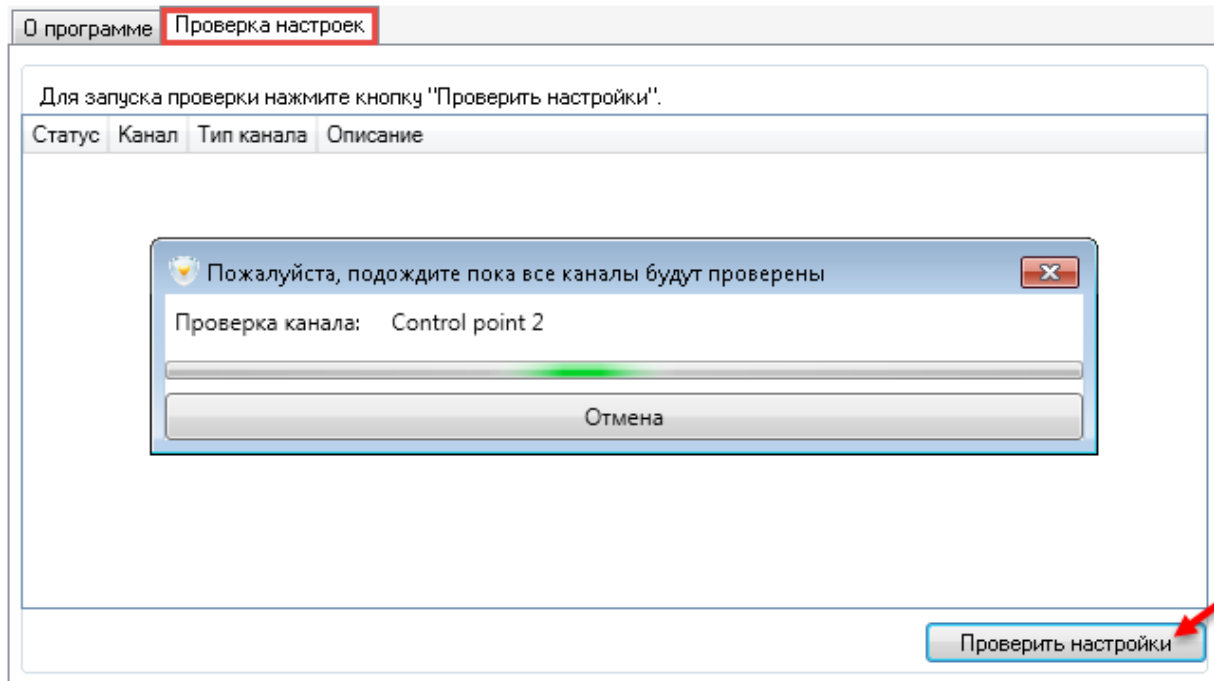 О программе Проверка настроек
Для запуска проверки нажмите кнопку "Проверить настройки".
Статус Канал Тип канала Описание
Пожалуйста, подождите пока все каналы будут проверены
Проверка канала: Control point 2
Отмена
Проверить настройки